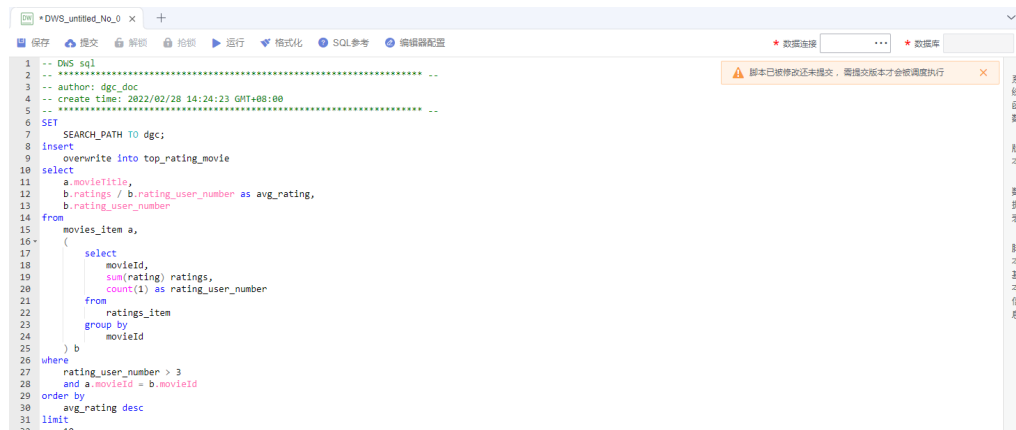 DW *DWS_untitled_No_0 × +
保存 提交 解锁 抢锁 运行 格式化 SQL参考 编辑器配置 * 数据连接 ··· * 数据库
脚本已被修改还未提交，需提交版本才会被调度执行 ×
1 -- DWS sql
2 -- ******************************************************************** --
3 -- author: dgc_doc
4 -- create time: 2022/02/28 14:24:23 GMT+08:00
5 -- ******************************************************************** --
6 SET
7 SEARCH_PATH TO dgc;
8 insert
9 overwrite into top_rating_movie
10 select
11 a.movieTitle,
12 b.ratings / b.rating_user_number as avg_rating,
13 b.rating_user_number
14 from
15 movies_item a,
16 (
17 select
18 movieId,
19 sum(rating) ratings,
20 count(1) as rating_user_number
21 from
22 ratings_item
23 group by
24 movieId
25 ) b
26 where
27 rating_user_number > 3
28 and a.movieId = b.movieId
29 order by
30 avg_rating desc
31 limit